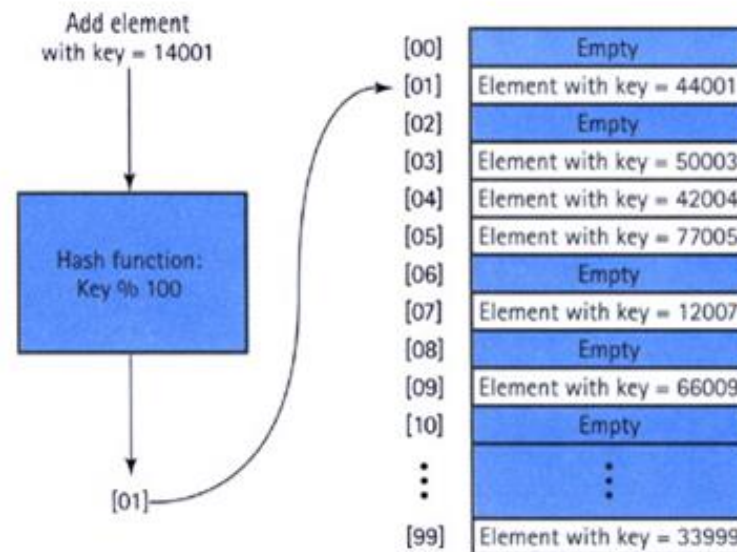 Add element
with key = 14001
Hash function:
Key % 100
[01]
[00] Empty
[01] Element with key = 44001
[02] Empty
[03] Element with key = 50003
[04] Element with key = 42004
[05] Element with key = 77005
[06] Empty
[07] Element with key = 12007
[08] Empty
[09] Element with key = 66009
[10] Empty
[99] Element with key = 33999